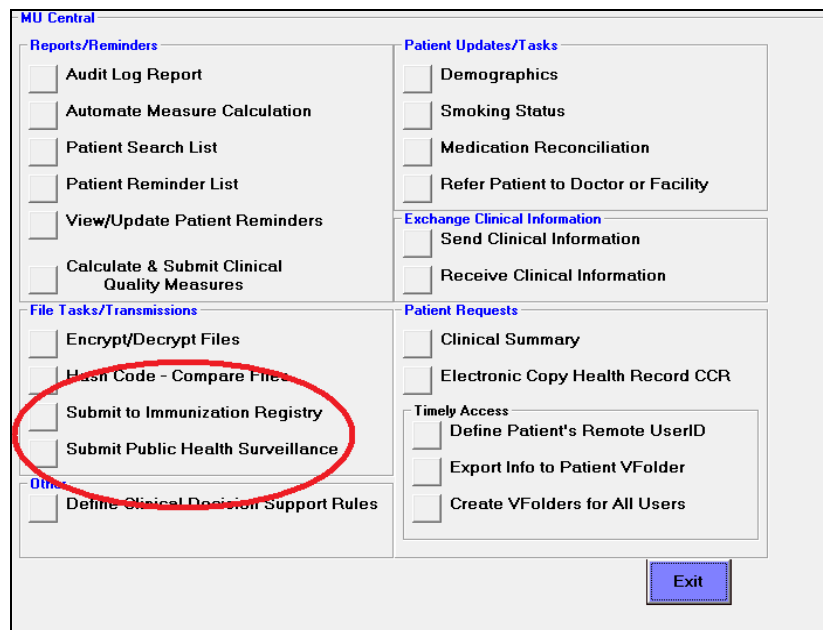 MU Central
Reports/Reminders
Audit Log Report
Automate Measure Calculation
Patient Search List
Patient Reminder List
View/Update Patient Reminders
Calculate & Submit Clinical
Quality Measures
File Tasks/Transmissions
Encrypt/Decrypt Files
Hash Code - Compare Files
Submit to Immunization Registry
Submit Public Health Surveillance
Other
Define Clinical Decision Support Rules
Patient Updates/Tasks
Demographics
Smoking Status
Medication Reconciliation
Refer Patient to Doctor or Facility
Exchange Clinical Information
Send Clinical Information
Receive Clinical Information
Patient Requests
Clinical Summary
Electronic Copy Health Record CCR
Timely Access
Define Patient's Remote UserID
Export Info to Patient VFolder
Create VFolders for All Users
Exit